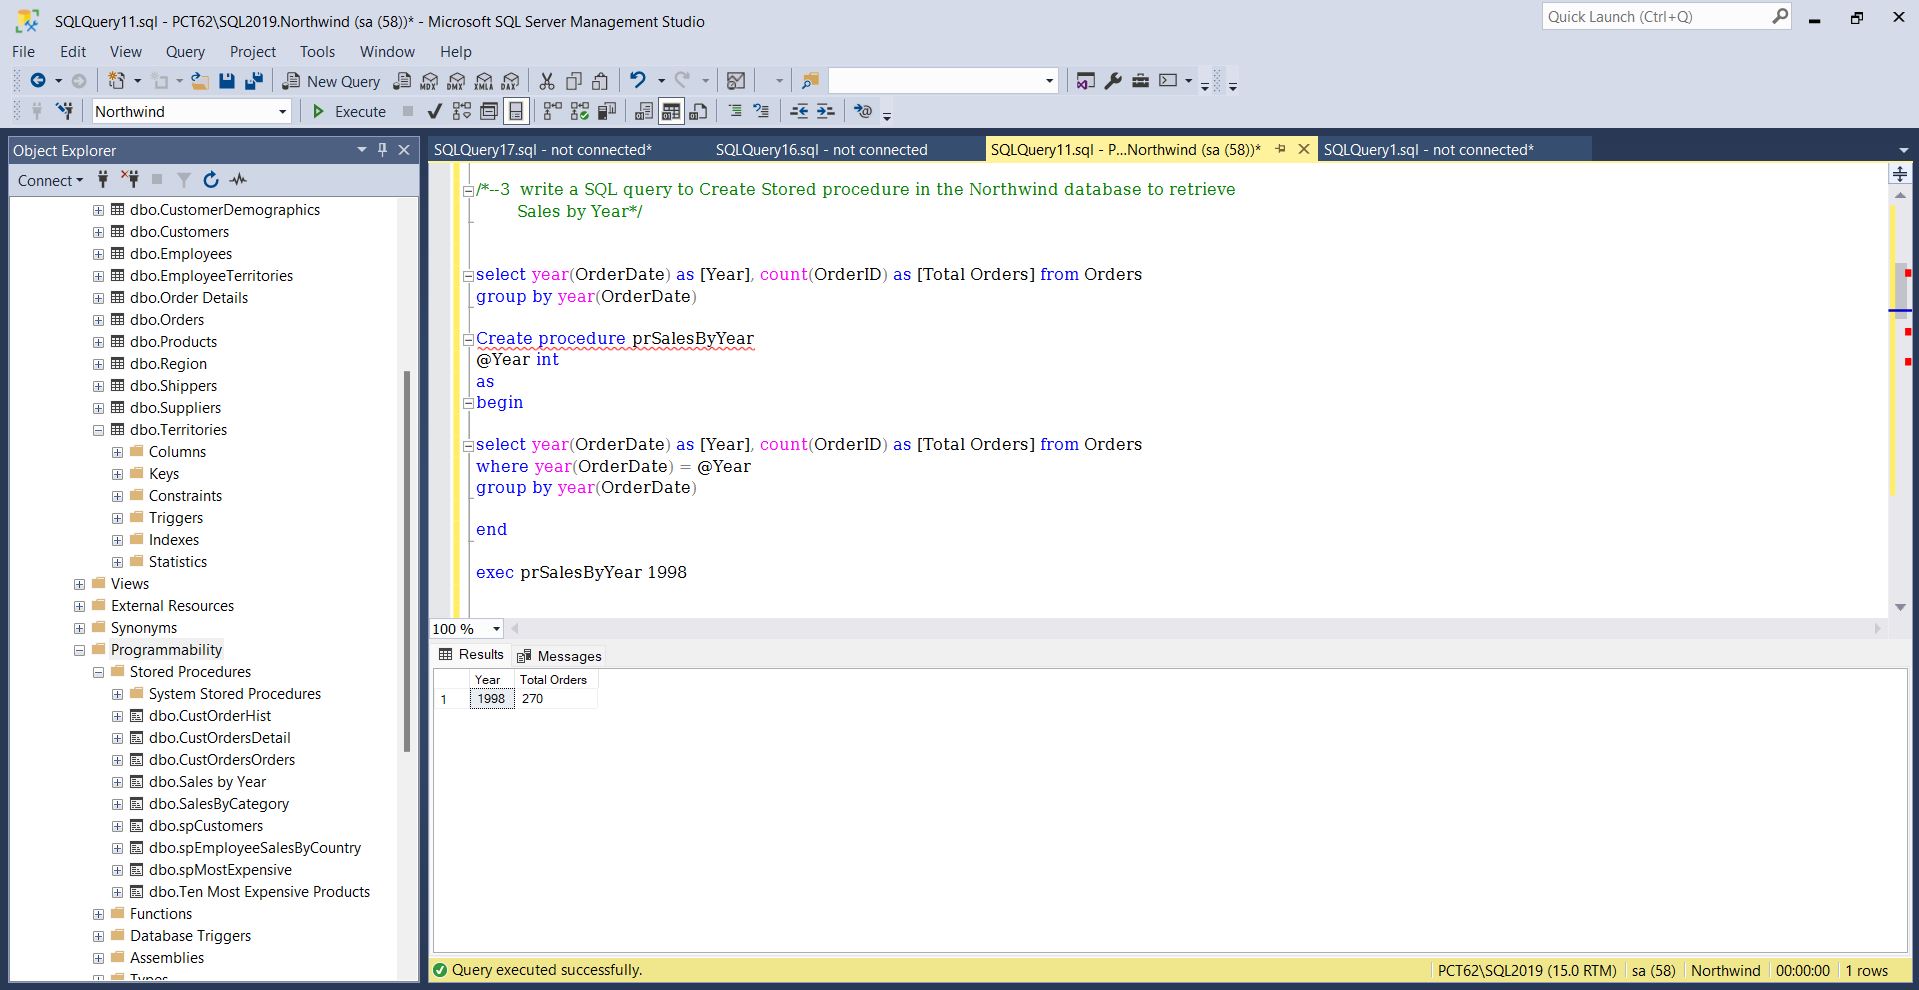 SQLQuery11.sql - PCT62\SQL2019.Northwind (sa (58))* - Microsoft SQL Server Management Studio
Quick Launch (Ctrl+Q)
File Edit View Query Project Tools Window Help
New Query
MDX DMX XMLA DAX
Northwind
Execute
Object Explorer
Connect
dbo.CustomerDemographics
dbo.Customers
dbo.Employees
dbo.EmployeeTerritories
dbo.Order Details
dbo.Orders
dbo.Products
dbo.Region
dbo.Shippers
dbo.Suppliers
dbo.Territories
Columns
Keys
Constraints
Triggers
Indexes
Statistics
Views
External Resources
Synonyms
Programmability
Stored Procedures
System Stored Procedures
dbo.CustOrderHist
dbo.CustOrdersDetail
dbo.CustOrdersOrders
dbo.Sales by Year
dbo.SalesByCategory
dbo.spCustomers
dbo.spEmployeeSalesByCountry
dbo.spMostExpensive
dbo.Ten Most Expensive Products
Functions
Database Triggers
Assemblies
Types
SQLQuery17.sql - not connected*
SQLQuery16.sql - not connected
SQLQuery11.sql - P...Northwind (sa (58))*
SQLQuery1.sql - not connected*
/*--3 write a SQL query to Create Stored procedure in the Northwind database to retrieve
Sales by Year*/
select year(OrderDate) as [Year], count(OrderID) as [Total Orders] from Orders
group by year(OrderDate)
Create procedure prSalesByYear
@Year int
as
begin
select year(OrderDate) as [Year], count(OrderID) as [Total Orders] from Orders
where year(OrderDate) = @Year
group by year(OrderDate)
end
exec prSalesByYear 1998
100 %
Results Messages
Year Total Orders
1 1998 270
Query executed successfully.
PCT62\SQL2019 (15.0 RTM) sa (58) Northwind 00:00:00 1 rows